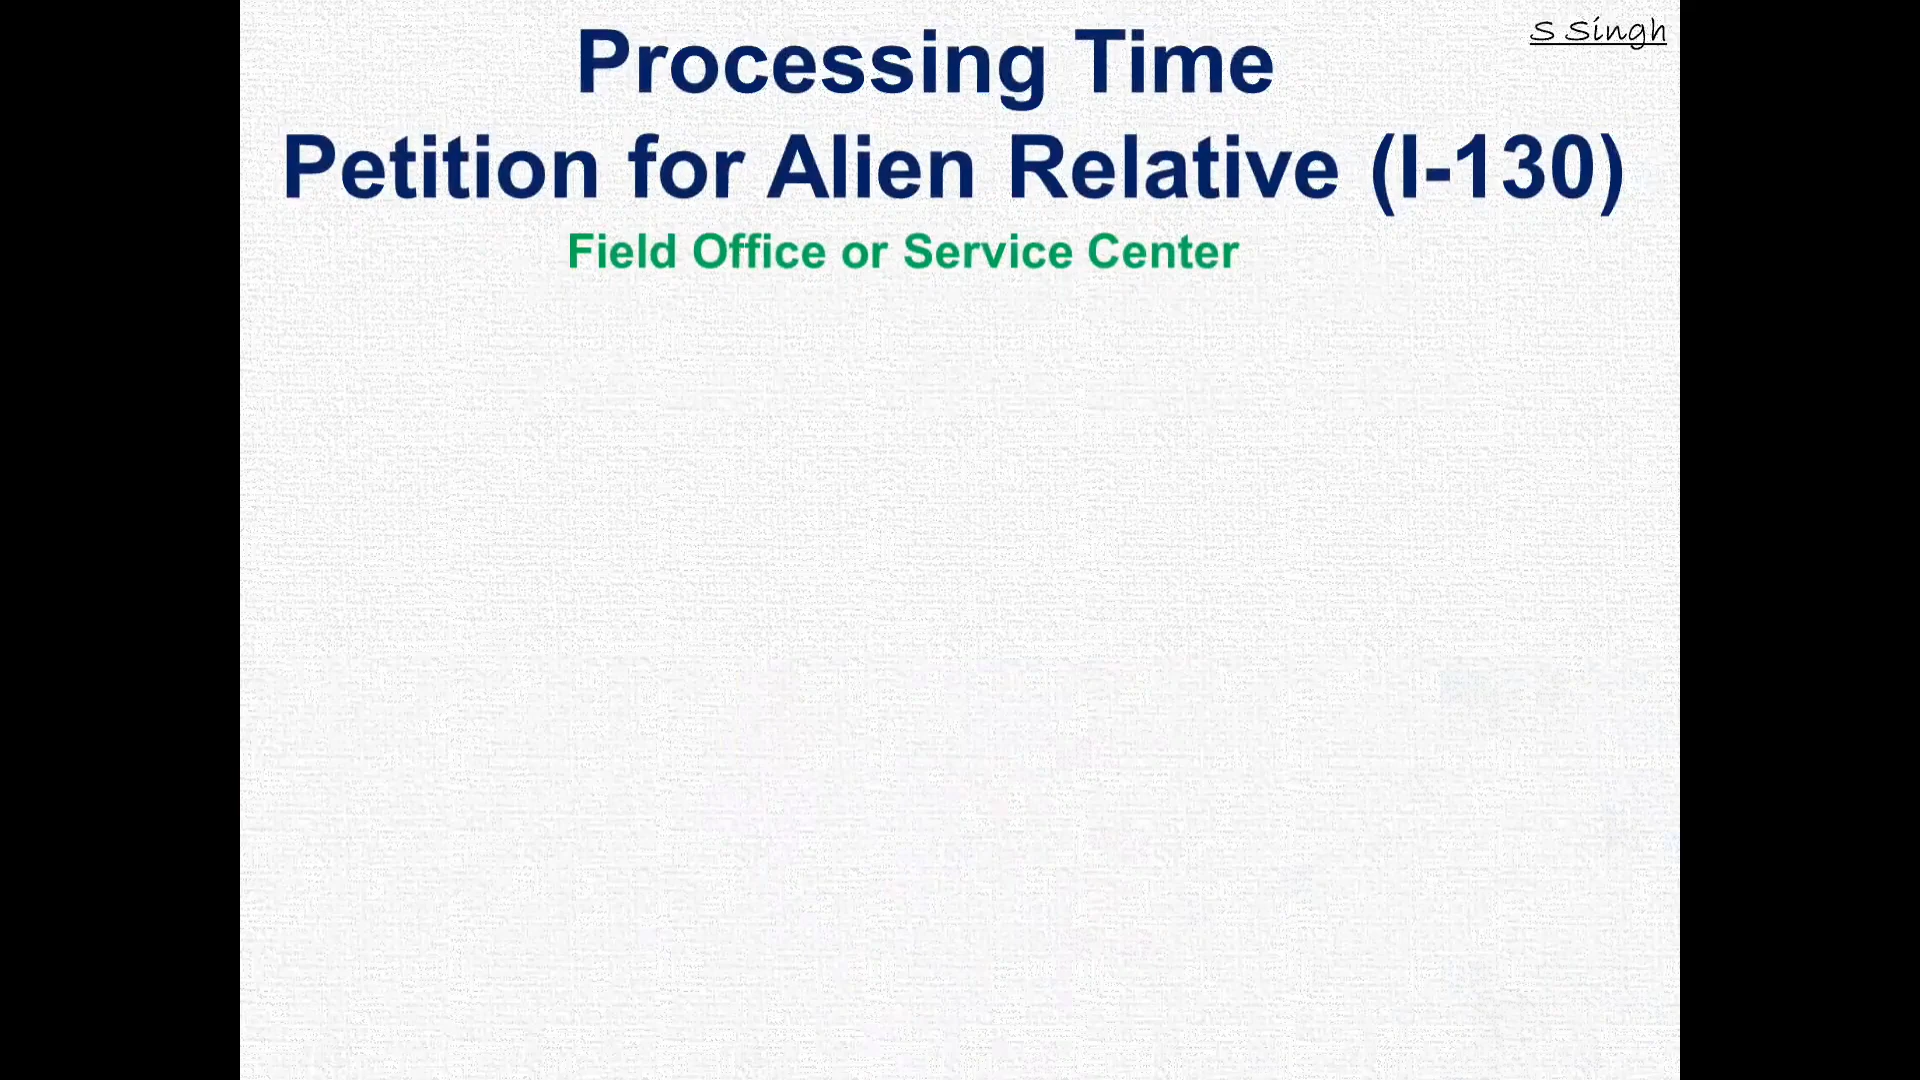 S Singh
Processing Time
Petition for Alien Relative (I-130)
Field Office or Service Center